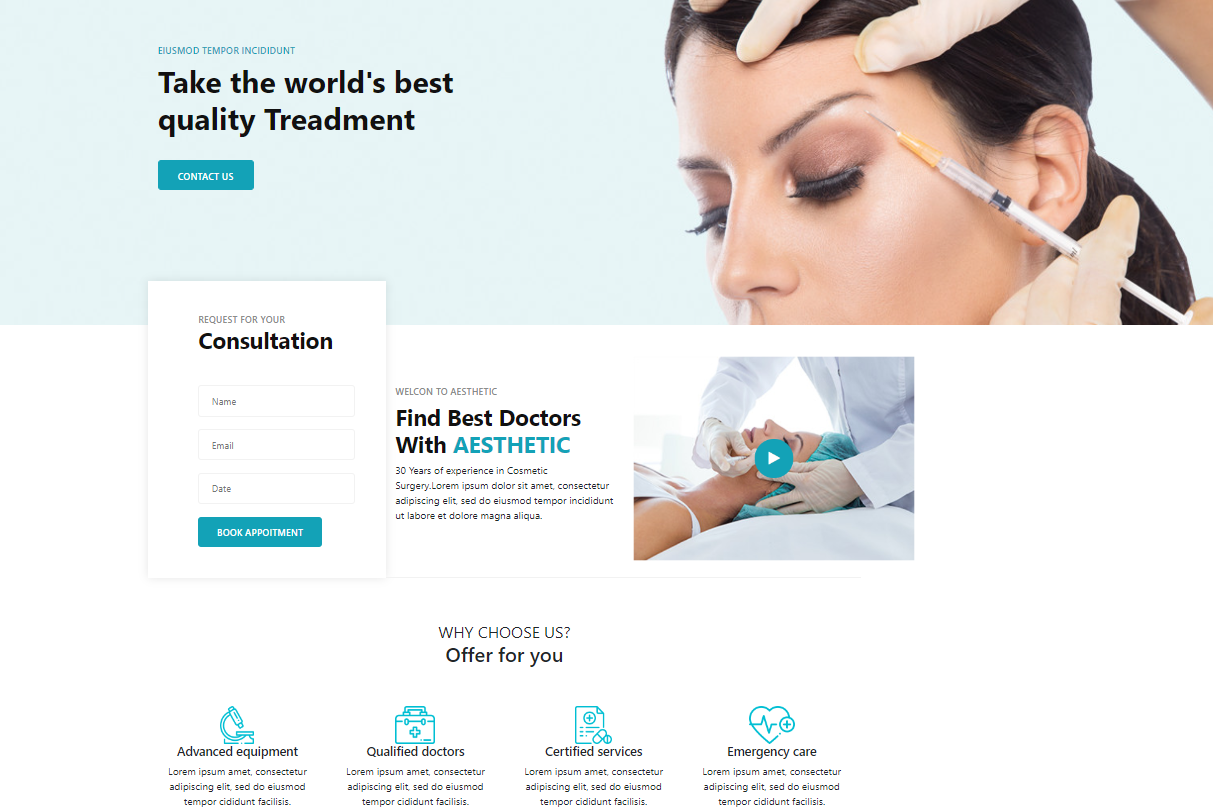 EIUSMOD TEMPOR INCIDIDUNT
Take the world's best
quality Treadment
CONTACT US
REQUEST FOR YOUR
Consultation
Name
Email
Date
BOOK APPOITMENT
WELCON TO AESTHETIC
Find Best Doctors
With AESTHETIC
30 Years of experience in Cosmetic
Surgery.Lorem ipsum dolor sit amet, consectetur
adipiscing elit, sed do eiusmod tempor incididunt
ut labore et dolore magna aliqua.
WHY CHOOSE US?
Offer for you
Advanced equipment
Lorem ipsum amet, consectetur
adipiscing elit, sed do eiusmod
tempor cididunt facilisis.
Qualified doctors
Lorem ipsum amet, consectetur
adipiscing elit, sed do eiusmod
tempor cididunt facilisis.
Certified services
Lorem ipsum amet, consectetur
adipiscing elit, sed do eiusmod
tempor cididunt facilisis.
Emergency care
Lorem ipsum amet, consectetur
adipiscing elit, sed do eiusmod
tempor cididunt facilisis.